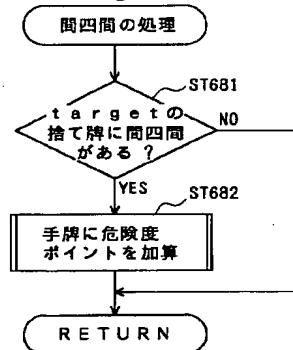 間四間の処理
ST681
targetの
捨て牌に間四間
がある?
NO
YES
ST682
手牌に危険度
ポイントを加算
RETURN